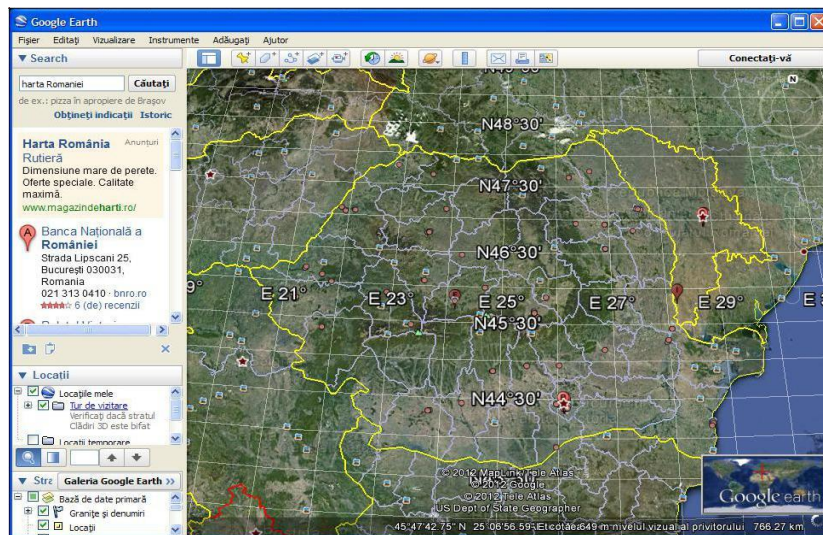 Google Earth
Fișier Editați Vizualizare Instrumente Adăugați Ajutor
Search
Conectați-vă
harta Romaniei Căutați
de ex.: pizza în apropiere de Brașov
Obțineți indicații Istoric
Harta România Anunțuri
Rutieră
Dimensiune mare de perete.
Oferte speciale. Calitate
maximă.
www.magazindeharti.ro/
A Banca Națională a
României
Strada Lipscani 25,
București 030031,
Romania
021 313 0410 - bnro.ro
6 (de) recenzii
Locații
Locațiile mele
Tur de vizitare
Verificați dacă stratul
Clădiri 3D este bifat
Locații temporare
Stra Galeria Google Earth >>
Bază de date primară
Granițe și denumiri
Locații
N
N48°30'
N47°30'
N46°30'
E 21° E 23° E 25° E 27° E 29°
N45°30'
N44°30'
© 2012 MapLink/Tele Atlas
© 2012 Google
© 2012 Tele Atlas
US Dept of State Geographer
Google earth
45°47'42.75" N 25°06'56.59" E cotă 649 m nivelul vizual al privitorului 766.27 km